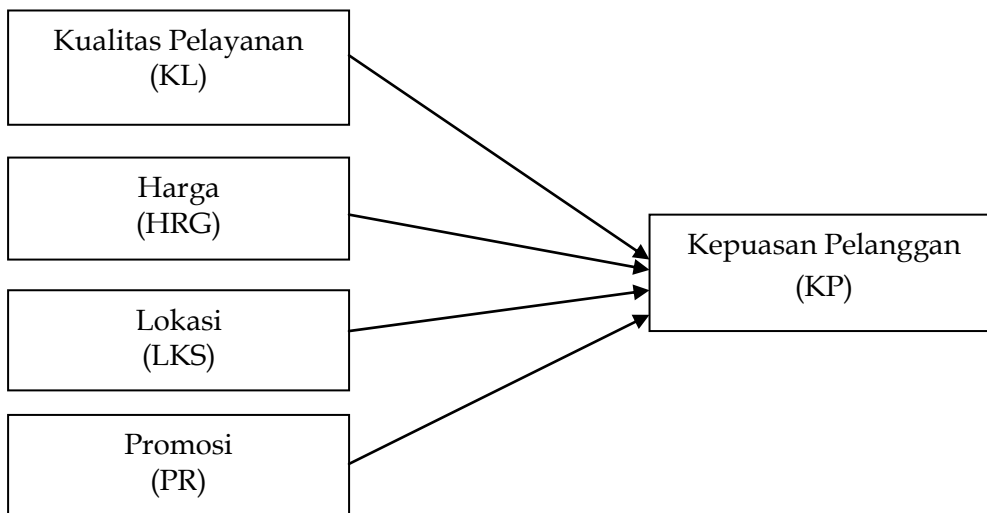 Kualitas Pelayanan
(KL)
Harga
(HRG)
Lokasi
(LKS)
Promosi
(PR)
Kepuasan Pelanggan
(KP)